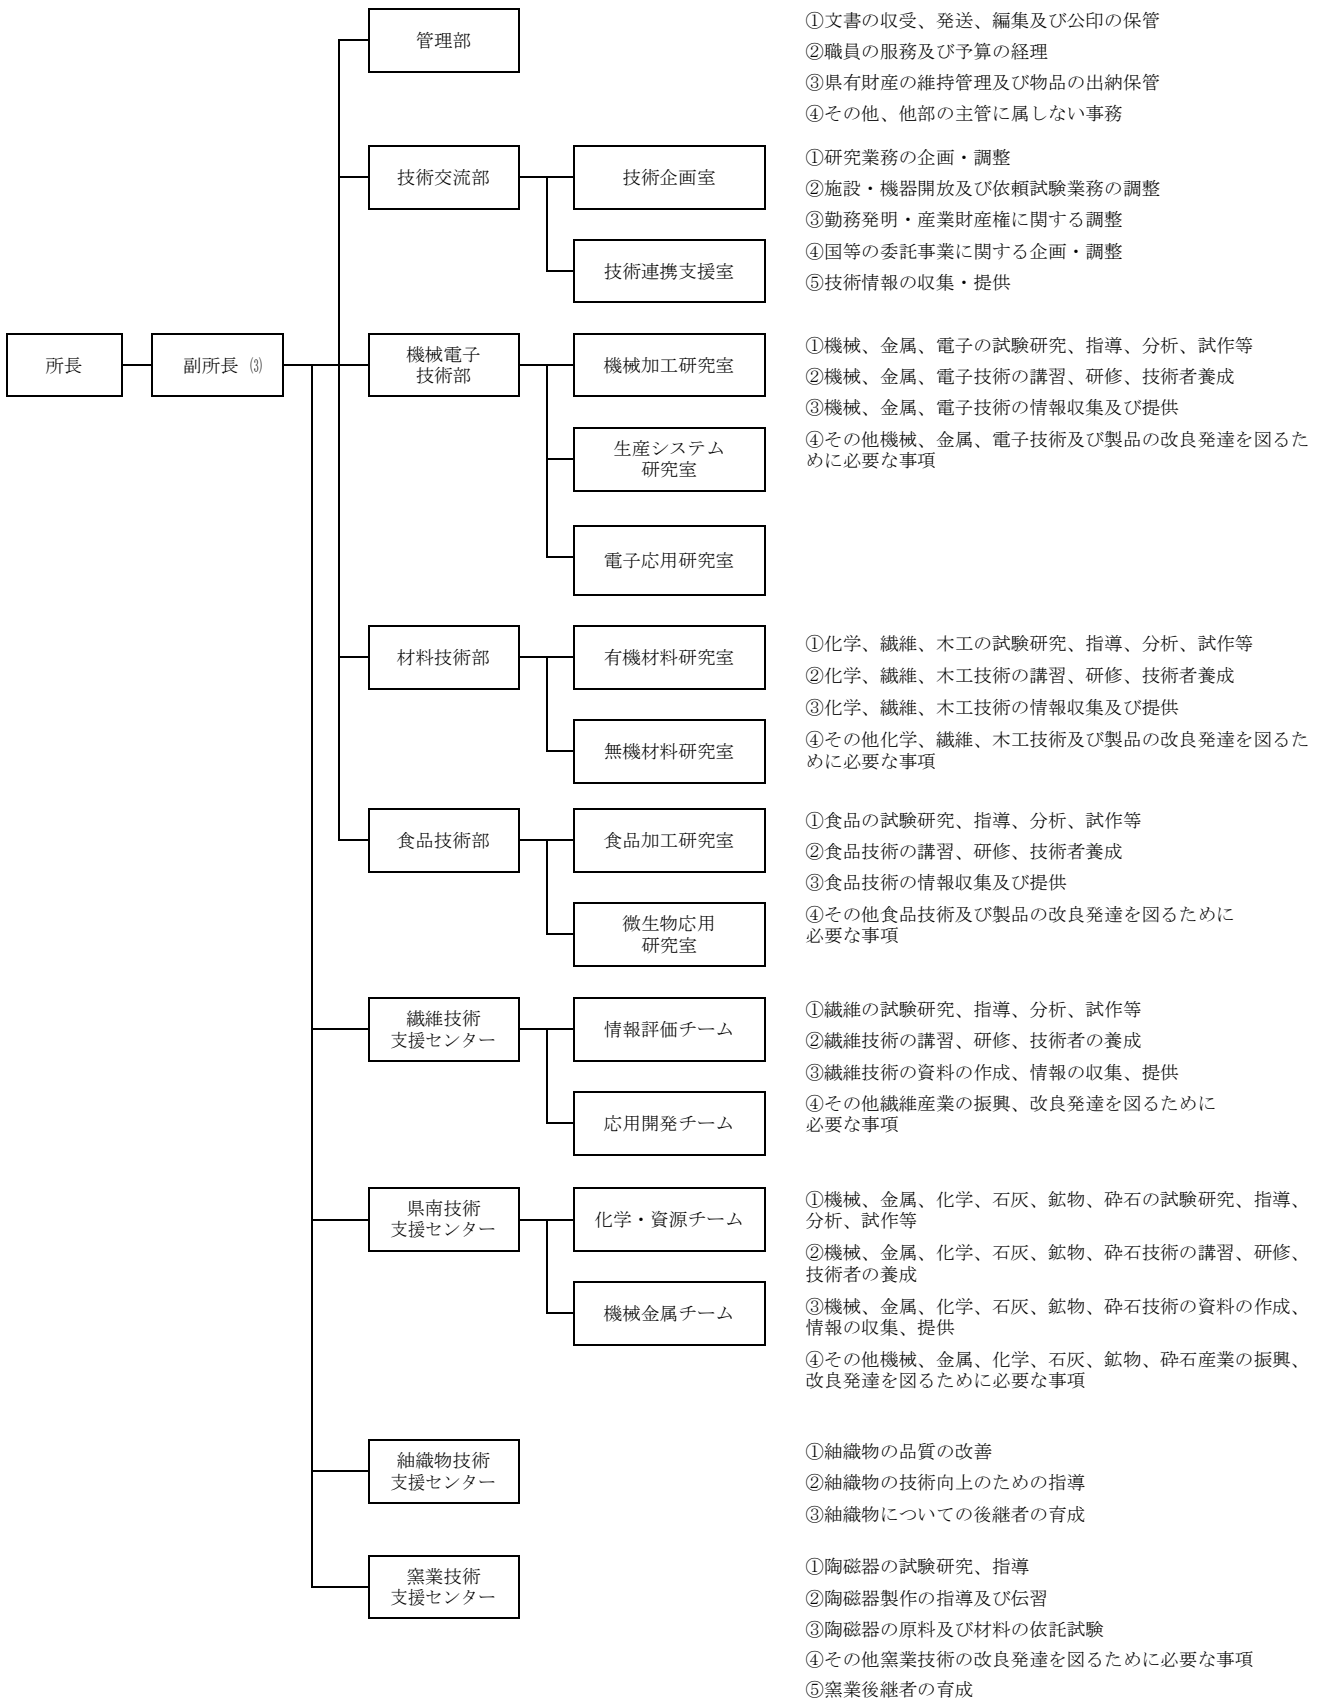 管理部
①文書の収受、発送、編集及び公印の保管
②職員の服務及び予算の経理
③県有財産の維持管理及び物品の出納保管
④その他、他部の主管に属しない事務
技術交流部
技術企画室
技術連携支援室
①研究業務の企画・調整
②施設・機器開放及び依頼試験業務の調整
③勤務発明・産業財産権に関する調整
④国等の委託事業に関する企画・調整
⑤技術情報の収集・提供
所長
副所長 ⑶
機械電子
技術部
機械加工研究室
生産システム
研究室
電子応用研究室
①機械、金属、電子の試験研究、指導、分析、試作等
②機械、金属、電子技術の講習、研修、技術者養成
③機械、金属、電子技術の情報収集及び提供
④その他機械、金属、電子技術及び製品の改良発達を図るた
めに必要な事項
材料技術部
有機材料研究室
無機材料研究室
①化学、繊維、木工の試験研究、指導、分析、試作等
②化学、繊維、木工技術の講習、研修、技術者養成
③化学、繊維、木工技術の情報収集及び提供
④その他化学、繊維、木工技術及び製品の改良発達を図るた
めに必要な事項
食品技術部
食品加工研究室
微生物応用
研究室
①食品の試験研究、指導、分析、試作等
②食品技術の講習、研修、技術者養成
③食品技術の情報収集及び提供
④その他食品技術及び製品の改良発達を図るために
必要な事項
繊維技術
支援センター
情報評価チーム
応用開発チーム
①繊維の試験研究、指導、分析、試作等
②繊維技術の講習、研修、技術者の養成
③繊維技術の資料の作成、情報の収集、提供
④その他繊維産業の振興、改良発達を図るために
必要な事項
県南技術
支援センター
化学・資源チーム
機械金属チーム
①機械、金属、化学、石灰、鉱物、砕石の試験研究、指導、
分析、試作等
②機械、金属、化学、石灰、鉱物、砕石技術の講習、研修、
技術者の養成
③機械、金属、化学、石灰、鉱物、砕石技術の資料の作成、
情報の収集、提供
④その他機械、金属、化学、石灰、鉱物、砕石産業の振興、
改良発達を図るために必要な事項
紬織物技術
支援センター
①紬織物の品質の改善
②紬織物の技術向上のための指導
③紬織物についての後継者の育成
窯業技術
支援センター
①陶磁器の試験研究、指導
②陶磁器製作の指導及び伝習
③陶磁器の原料及び材料の依託試験
④その他窯業技術の改良発達を図るために必要な事項
⑤窯業後継者の育成